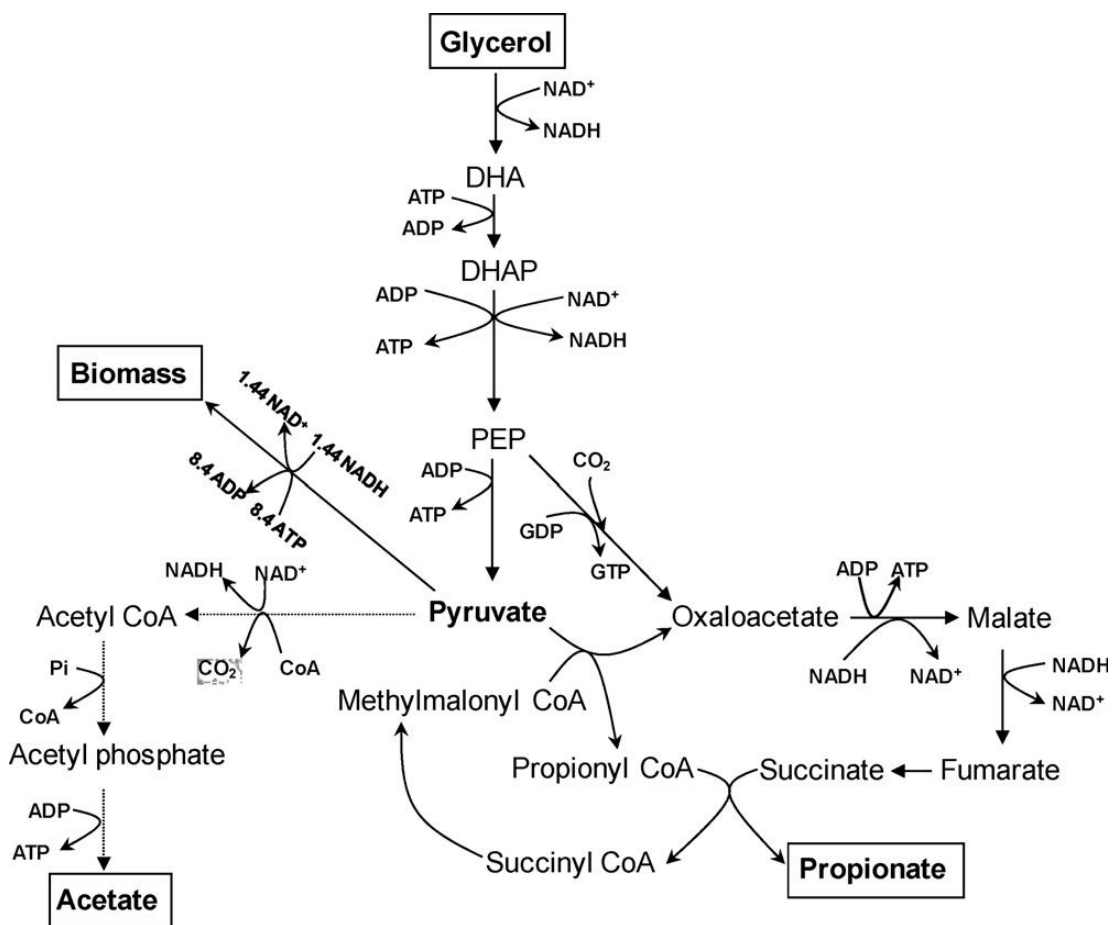 Glycerol
NAD+
NADH
DHA
ATP
ADP
DHAP
ADP
NAD+
ATP
NADH
Biomass
1.44 NAD+
1.44 NADH
8.4 ADP
8.4 ATP
PEP
ADP
CO2
ATP
GDP
GTP
NADH
NAD+
ADP
ATP
Acetyl CoA
Pyruvate
Oxaloacetate
Malate
Pi
CO2
CoA
NADH
NAD+
NADH
CoA
Methylmalonyl CoA
NAD+
Acetyl phosphate
Propionyl CoA
Succinate
Fumarate
ADP
ATP
Succinyl CoA
Propionate
Acetate